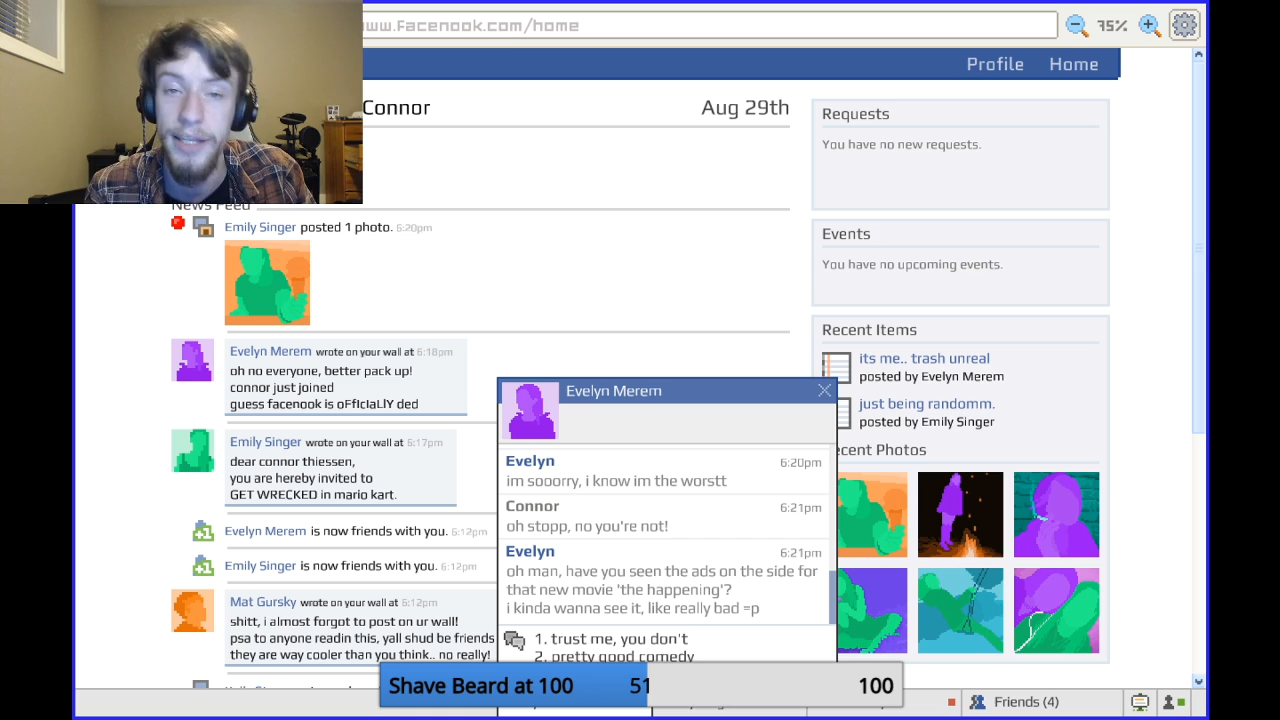 www.facenook.com/home
75%
Profile Home
Connor
Aug 29th
News Feed
Emily Singer posted 1 photo. 6:20pm
Evelyn Merem wrote on your wall at 6:18pm
oh no everyone, better pack up!
connor just joined
guess facenook is oFfIcIaLlY ded
Emily Singer wrote on your wall at 6:17pm
dear connor thiessen,
you are hereby invited to
GET WRECKED in mario kart.
Evelyn Merem is now friends with you. 6:12pm
Emily Singer is now friends with you. 6:12pm
Mat Gursky wrote on your wall at 6:12pm
shitt, i almost forgot to post on ur wall!
psa to anyone readin this, yall shud be friends
they are way cooler than you think.. no really!
Requests
You have no new requests.
Events
You have no upcoming events.
Recent Items
its me.. trash unreal
posted by Evelyn Merem
just being randomm.
posted by Emily Singer
ecent Photos
Evelyn Merem
Evelyn 6:20pm
im sooorry, i know im the worstt
Connor 6:21pm
oh stopp, no you're not!
Evelyn 6:21pm
oh man, have you seen the ads on the side for
that new movie 'the happening'?
i kinda wanna see it, like really bad =p
1. trust me, you don't
2. pretty good comedy
Shave Beard at 100 51 100
Friends (4)